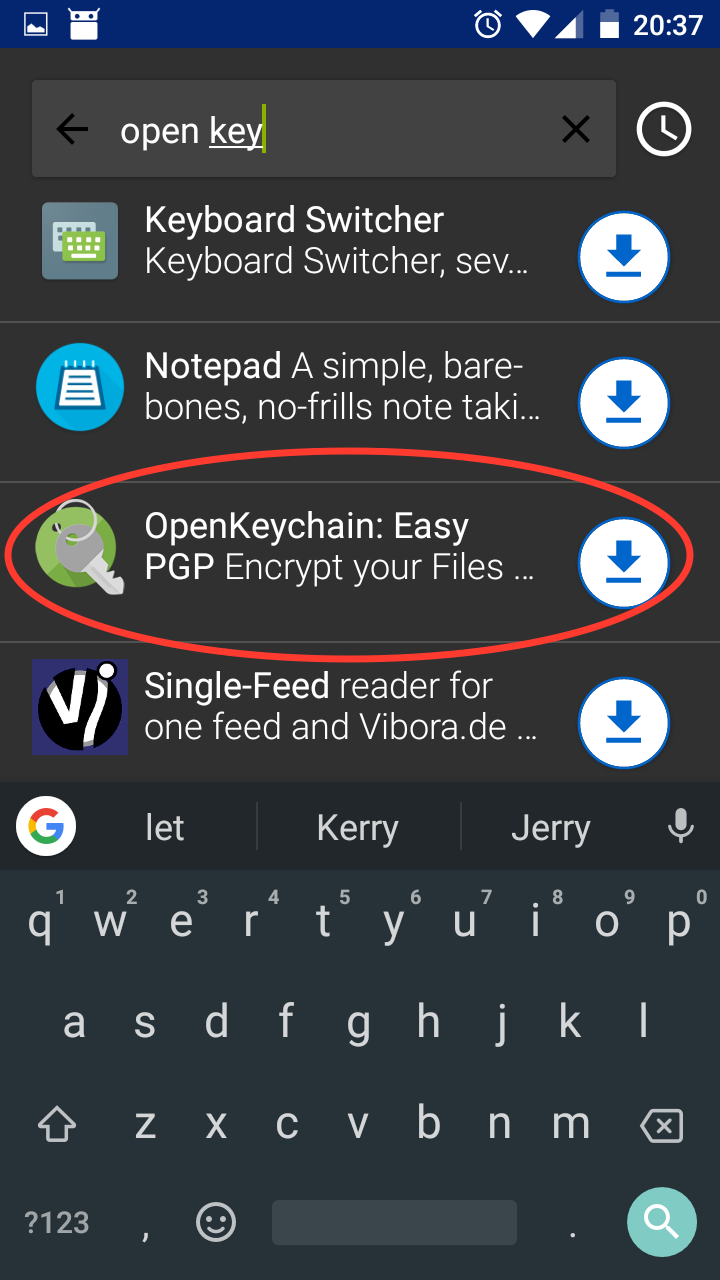 20:37
open key
Keyboard Switcher
Keyboard Switcher, sev...
Notepad A simple, bare-
bones, no-frills note taki...
OpenKeychain: Easy
PGP Encrypt your Files ...
Single-Feed reader for
one feed and Vibora.de ...
let Kerry Jerry
1 2 3 4 5 6 7 8 9 0
q w e r t y u i o p
a s d f g h j k l
z x c v b n m
?123 , .